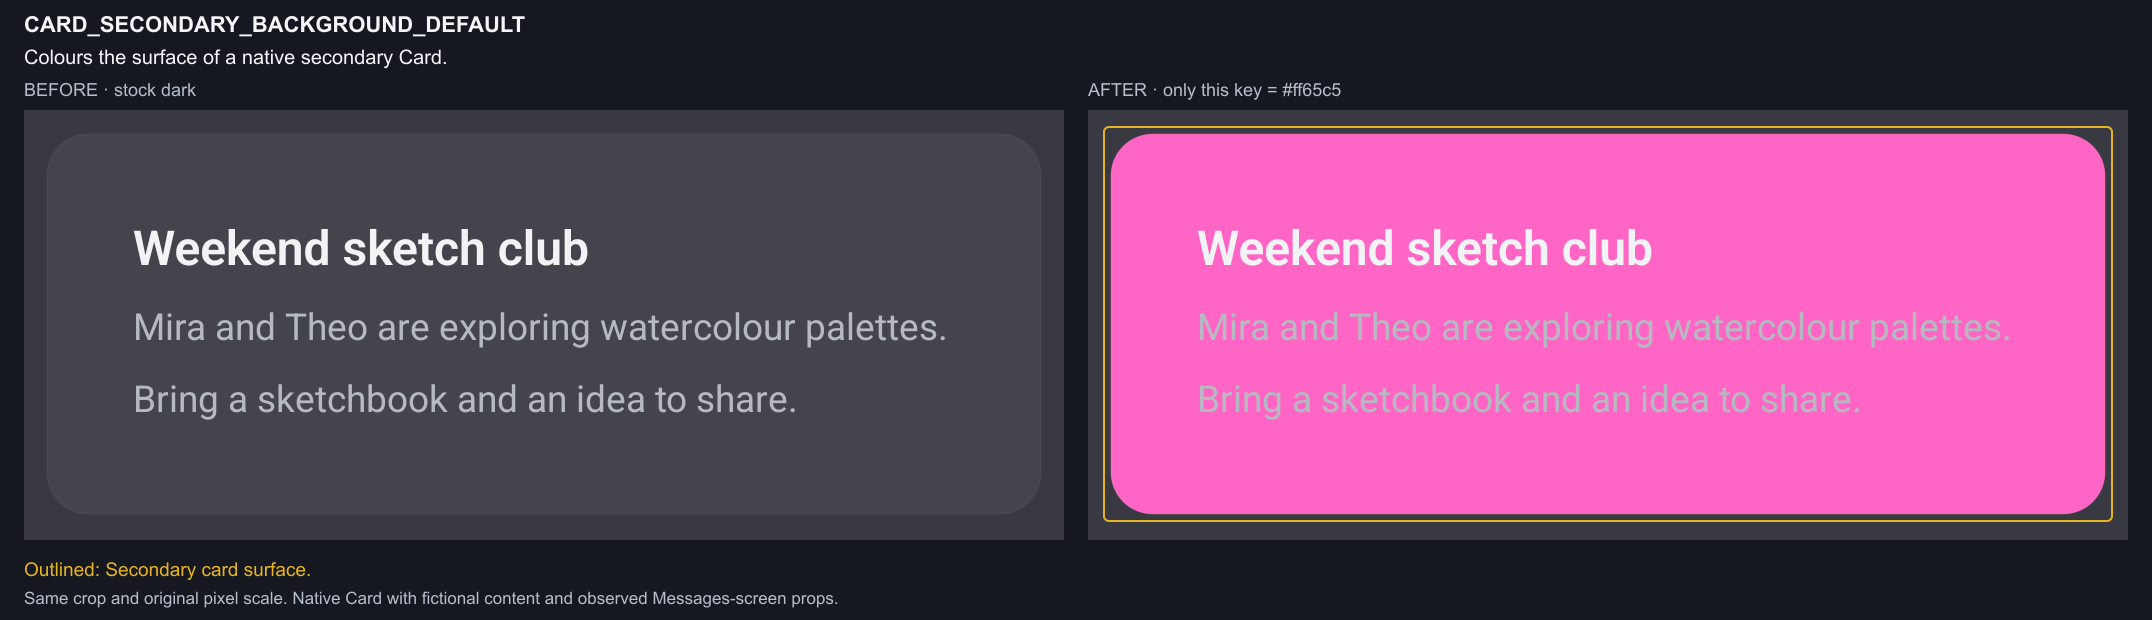 CARD_SECONDARY_BACKGROUND_DEFAULT
Colours the surface of a native secondary Card.
BEFORE · stock dark
Weekend sketch club
Mira and Theo are exploring watercolour palettes.
Bring a sketchbook and an idea to share.
AFTER · only this key = #ff65c5
Weekend sketch club
Mira and Theo are exploring watercolour palettes.
Bring a sketchbook and an idea to share.
Outlined: Secondary card surface.
Same crop and original pixel scale. Native Card with fictional content and observed Messages-screen props.